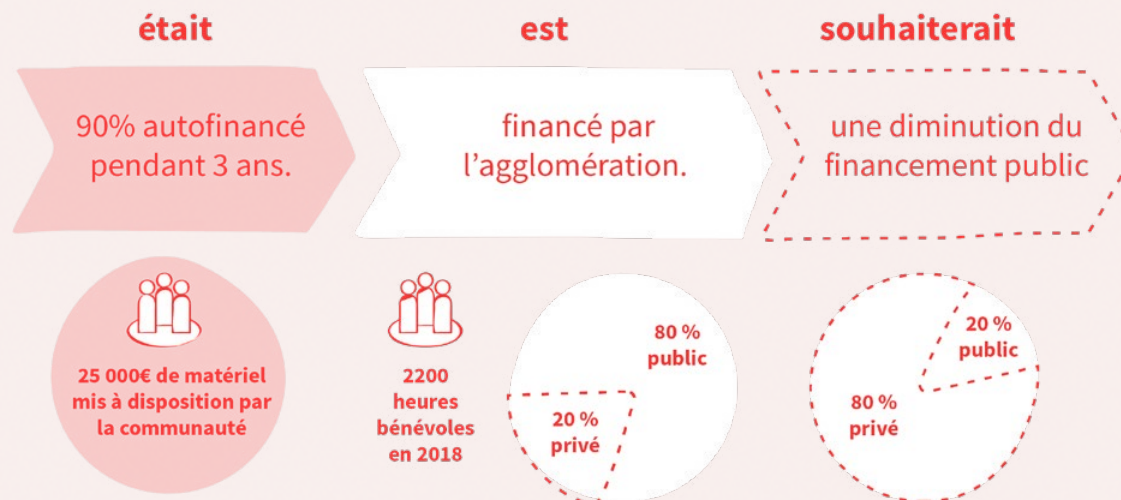 était
90% autofinancé
pendant 3 ans.
25 000€ de matériel
mis à disposition par
la communauté
est
financé par
l’agglomération.
2200
heures
bénévoles
en 2018
80 %
public
20 %
privé
souhaiterait
une diminution du
financement public
20 %
public
80 %
privé